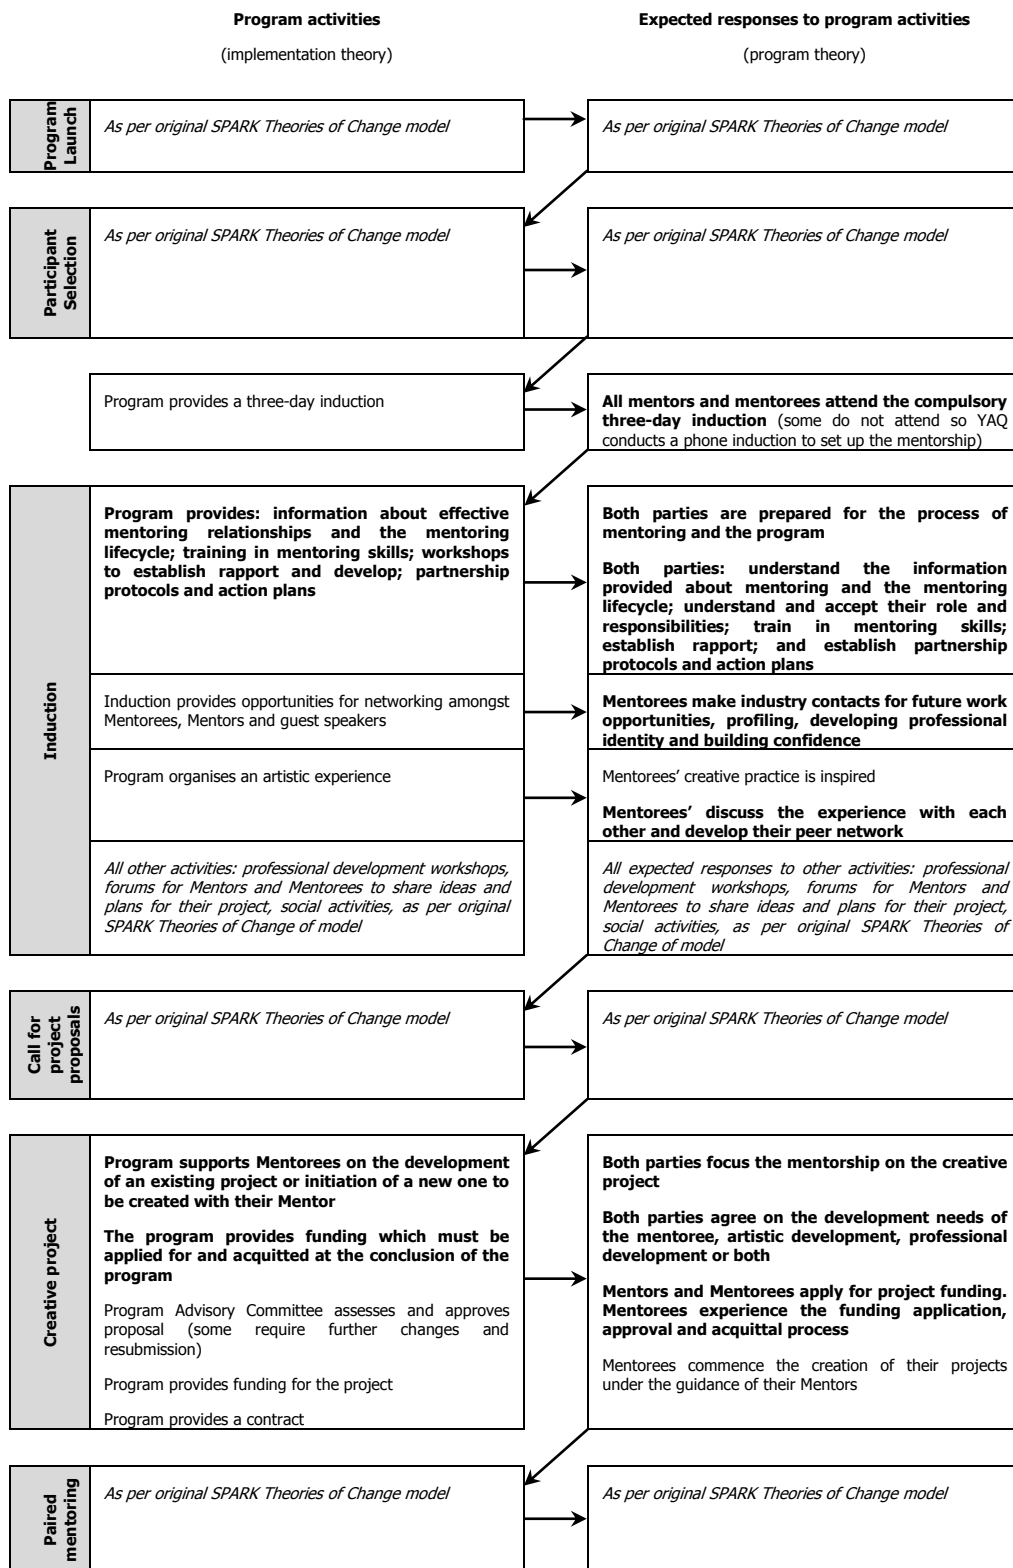 Program activities
Expected responses to program activities
(implementation theory)
(program theory)
Program
Launch
As per original SPARK Theories of Change model
As per original SPARK Theories of Change model
Participant
Selection
As per original SPARK Theories of Change model
As per original SPARK Theories of Change model
Program provides a three-day induction
All mentors and mentorees attend the compulsory
three-day induction (some do not attend so YAQ
conducts a phone induction to set up the mentorship)
Induction
Program provides: information about effective
mentoring relationships and the mentoring
lifecycle; training in mentoring skills; workshops
to establish rapport and develop; partnership
protocols and action plans
Both parties are prepared for the process of
mentoring and the program
Both parties: understand the information
provided about mentoring and the mentoring
lifecycle; understand and accept their role and
responsibilities; train in mentoring skills;
establish rapport; and establish partnership
protocols and action plans
Induction provides opportunities for networking amongst
Mentorees, Mentors and guest speakers
Mentorees make industry contacts for future work
opportunities, profiling, developing professional
identity and building confidence
Program organises an artistic experience
Mentorees' creative practice is inspired
Mentorees' discuss the experience with each
other and develop their peer network
All other activities: professional development workshops,
forums for Mentors and Mentorees to share ideas and
plans for their project, social activities, as per original
SPARK Theories of Change of model
All expected responses to other activities: professional
development workshops, forums for Mentors and
Mentorees to share ideas and plans for their project,
social activities, as per original SPARK Theories of
Change of model
Call for
project
proposals
As per original SPARK Theories of Change model
As per original SPARK Theories of Change model
Creative project
Program supports Mentorees on the development
of an existing project or initiation of a new one to
be created with their Mentor
The program provides funding which must be
applied for and acquitted at the conclusion of the
program
Program Advisory Committee assesses and approves
proposal (some require further changes and
resubmission)
Program provides funding for the project
Program provides a contract
Both parties focus the mentorship on the creative
project
Both parties agree on the development needs of
the mentoree, artistic development, professional
development or both
Mentors and Mentorees apply for project funding.
Mentorees experience the funding application,
approval and acquittal process
Mentorees commence the creation of their projects
under the guidance of their Mentors
Paired
mentoring
As per original SPARK Theories of Change model
As per original SPARK Theories of Change model